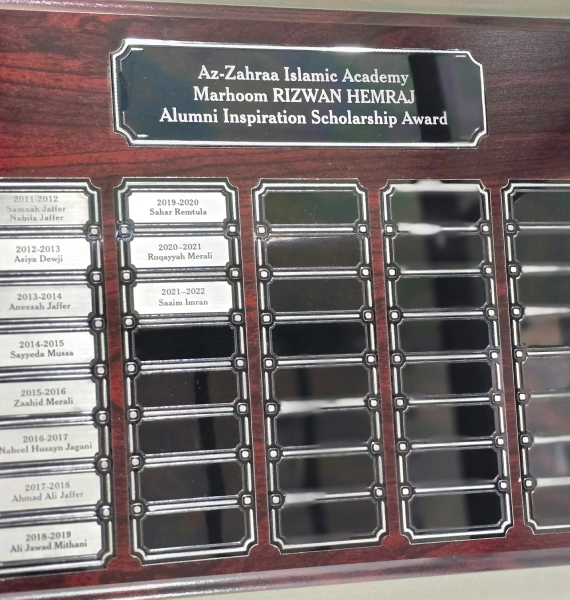 Az-Zahraa Islamic Academy
Marhoom RIZWAN HEMRAJ
Alumni Inspiration Scholarship Award
2011-2012
Samaah Jaffer
Nabila Jaffer
2012-2013
Asiya Dewji
2013-2014
Aneesah Jaffer
2014-2015
Sayyeda Mussa
2015-2016
Zaahid Merali
2016-2017
Nabeel Husayn Jagani
2017-2018
Ahmad Ali Jaffer
2018-2019
Ali Jawad Mithani
2019-2020
Sahar Remtula
2020–2021
Ruqayyah Merali
2021–2022
Saaim Imran